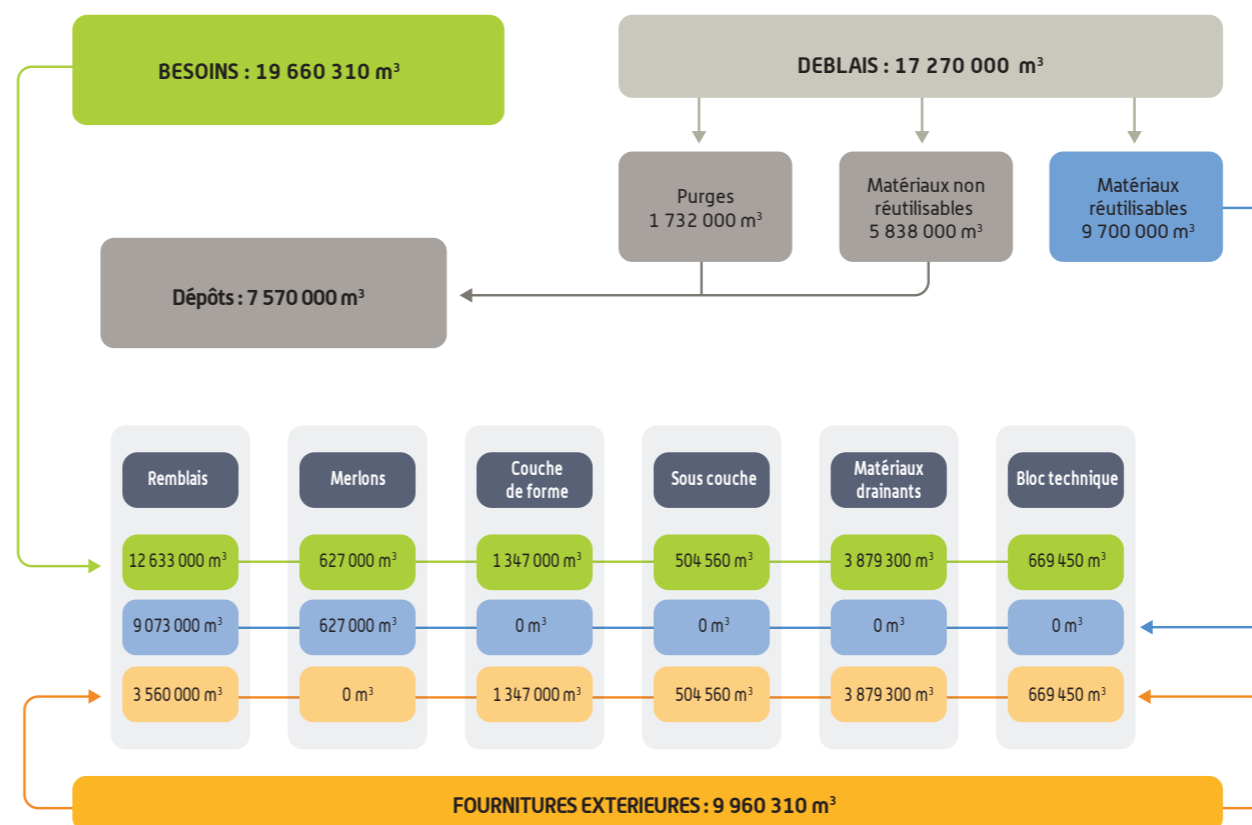 BESOINS : 19 660 310 m³
DEBLAIS : 17 270 000 m³
Purges
1 732 000 m³
Matériaux non
réutilisables
5 838 000 m³
Matériaux
réutilisables
9 700 000 m³
Dépôts : 7 570 000 m³
Remblais
Merlons
Couche
de forme
Sous couche
Matériaux
drainants
Bloc technique
12 633 000 m³
627 000 m³
1 347 000 m³
504 560 m³
3 879 300 m³
669 450 m³
9 073 000 m³
627 000 m³
0 m³
0 m³
0 m³
0 m³
3 560 000 m³
0 m³
1 347 000 m³
504 560 m³
3 879 300 m³
669 450 m³
FOURNITURES EXTERIEURES : 9 960 310 m³